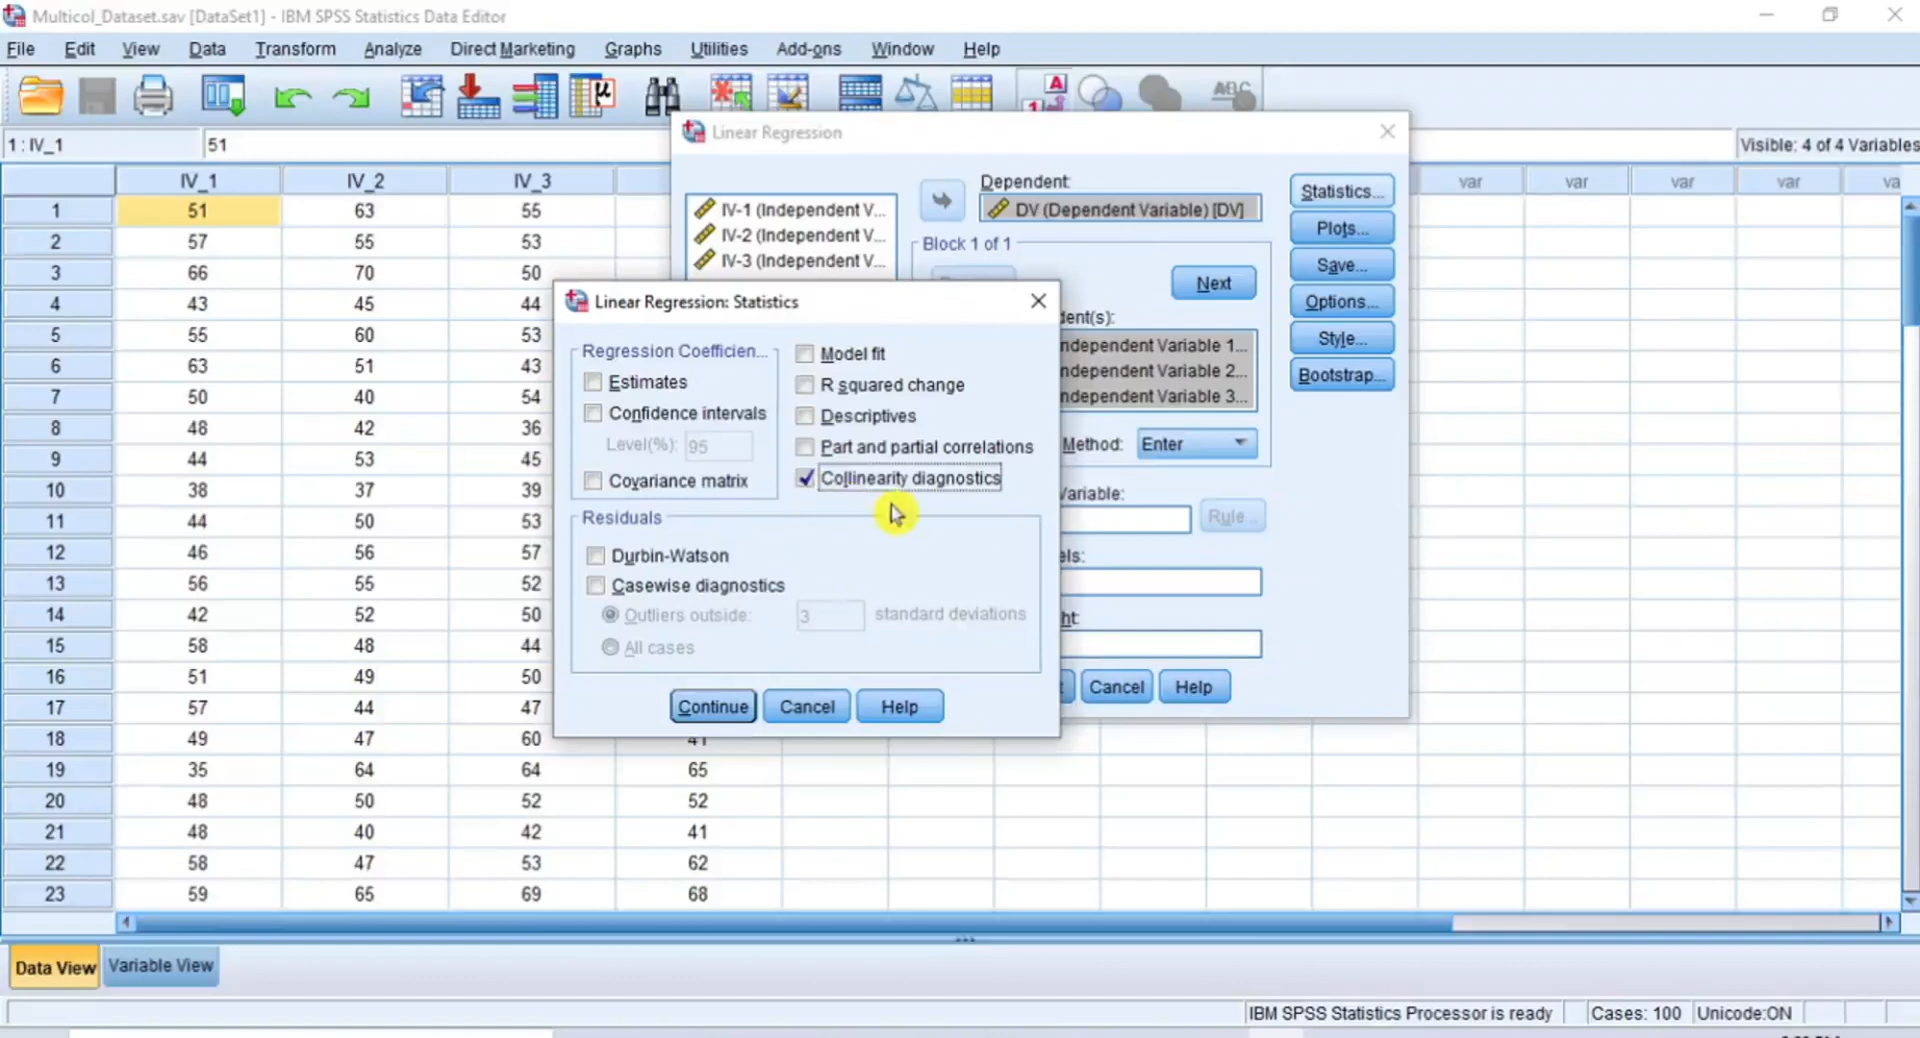 Multicol_Dataset.sav [DataSet1] - IBM SPSS Statistics Data Editor
File Edit View Data Transform Analyze Direct Marketing Graphs Utilities Add-ons Window Help
1 : IV_1 51 Visible: 4 of 4 Variables
IV_1 IV_2 IV_3 var var var var va
1 51 63 55
2 57 55 53
3 66 70 50
4 43 45 44
5 55 60 53
6 63 51 43
7 50 40 54
8 48 42 36
9 44 53 45
10 38 37 39
11 44 50 53
12 46 56 57
13 56 55 52
14 42 52 50
15 58 48 44
16 51 49 50
17 57 44 47
18 49 47 60 41
19 35 64 64 65
20 48 50 52 52
21 48 40 42 41
22 58 47 53 62
23 59 65 69 68
Linear Regression
IV-1 (Independent V...
IV-2 (Independent V...
IV-3 (Independent V...
Dependent:
DV (Dependent Variable) [DV]
Block 1 of 1
Next
dent(s):
ndependent Variable 1...
ndependent Variable 2...
ndependent Variable 3...
Method: Enter
Variable:
Rule...
els:
ht:
Cancel Help
Statistics...
Plots...
Save...
Options...
Style...
Bootstrap...
Linear Regression: Statistics
Regression Coefficien...
Estimates
Confidence intervals
Level(%): 95
Covariance matrix
Model fit
R squared change
Descriptives
Part and partial correlations
Collinearity diagnostics
Residuals
Durbin-Watson
Casewise diagnostics
Outliers outside: 3 standard deviations
All cases
Continue Cancel Help
Data View Variable View
IBM SPSS Statistics Processor is ready Cases: 100 Unicode:ON